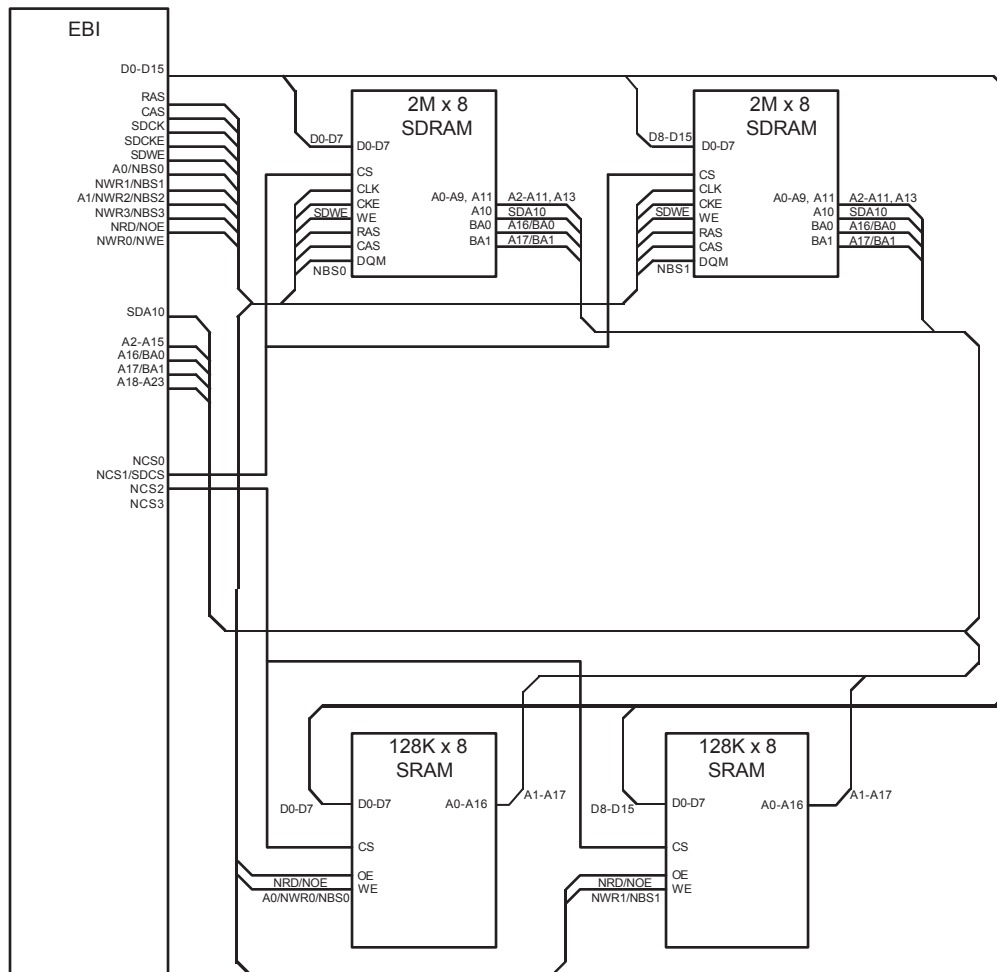 EBI
D0-D15
RAS
CAS
SDCK
SDCKE
SDWE
A0/NBS0
NWR1/NBS1
A1/NWR2/NBS2
NWR3/NBS3
NRD/NOE
NWR0/NWE
SDA10
A2-A15
A16/BA0
A17/BA1
A18-A23
NCS0
NCS1/SDCS
NCS2
NCS3
2M x 8
SDRAM
D0-D7
D0-D7
CS
CLK
CKE
SDWE
WE
RAS
CAS
DQM
NBS0
A0-A9, A11
A10
BA0
BA1
A2-A11, A13
SDA10
A16/BA0
A17/BA1
2M x 8
SDRAM
D8-D15
D0-D7
CS
CLK
CKE
SDWE
WE
RAS
CAS
DQM
NBS1
A0-A9, A11
A10
BA0
BA1
A2-A11, A13
SDA10
A16/BA0
A17/BA1
128K x 8
SRAM
D0-D7
D0-D7
A0-A16
A1-A17
CS
OE
NRD/NOE
WE
A0/NWR0/NBS0
128K x 8
SRAM
D8-D15
D0-D7
A0-A16
A1-A17
CS
OE
NRD/NOE
WE
NWR1/NBS1